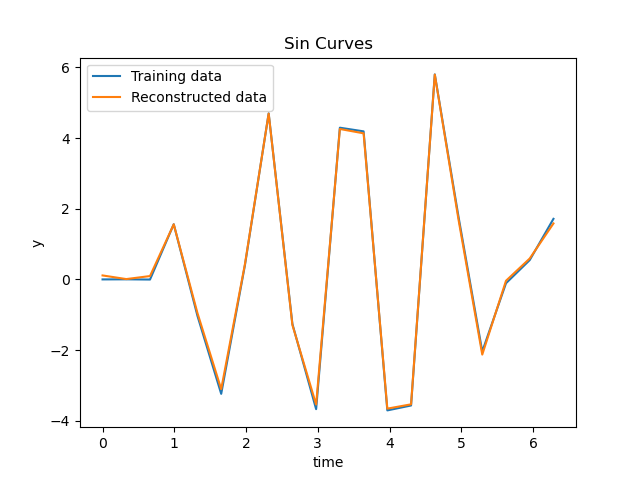 Sin Curves
Training data
Reconstructed data
6
4
2
0
−2
−4
y
0 1 2 3 4 5 6
time